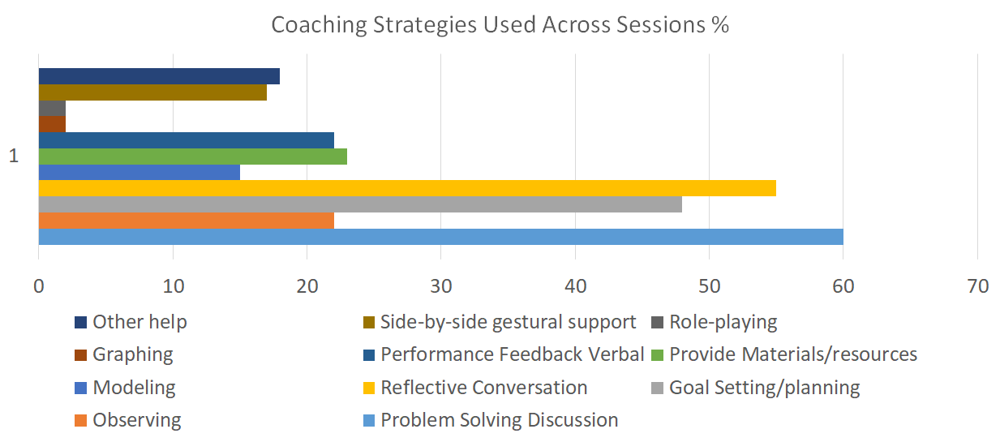 Coaching Strategies Used Across Sessions %
1
0 10 20 30 40 50 60 70
Other help Side-by-side gestural support Role-playing
Graphing Performance Feedback Verbal Provide Materials/resources
Modeling Reflective Conversation Goal Setting/planning
Observing Problem Solving Discussion